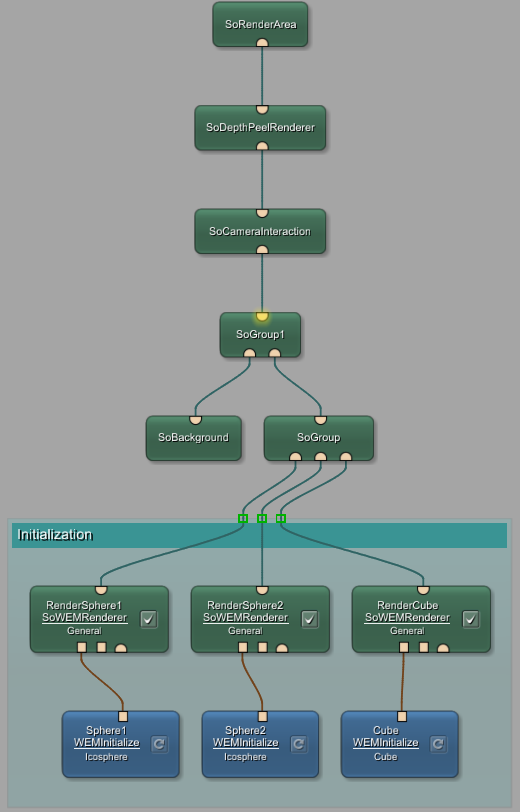 SoRenderArea
SoDepthPeelRenderer
SoCameraInteraction
SoGroup1
SoBackground
SoGroup
Initialization
RenderSphere1
SoWEMRenderer
General
RenderSphere2
SoWEMRenderer
General
RenderCube
SoWEMRenderer
General
Sphere1
WEMInitialize
Icosphere
Sphere2
WEMInitialize
Icosphere
Cube
WEMInitialize
Cube